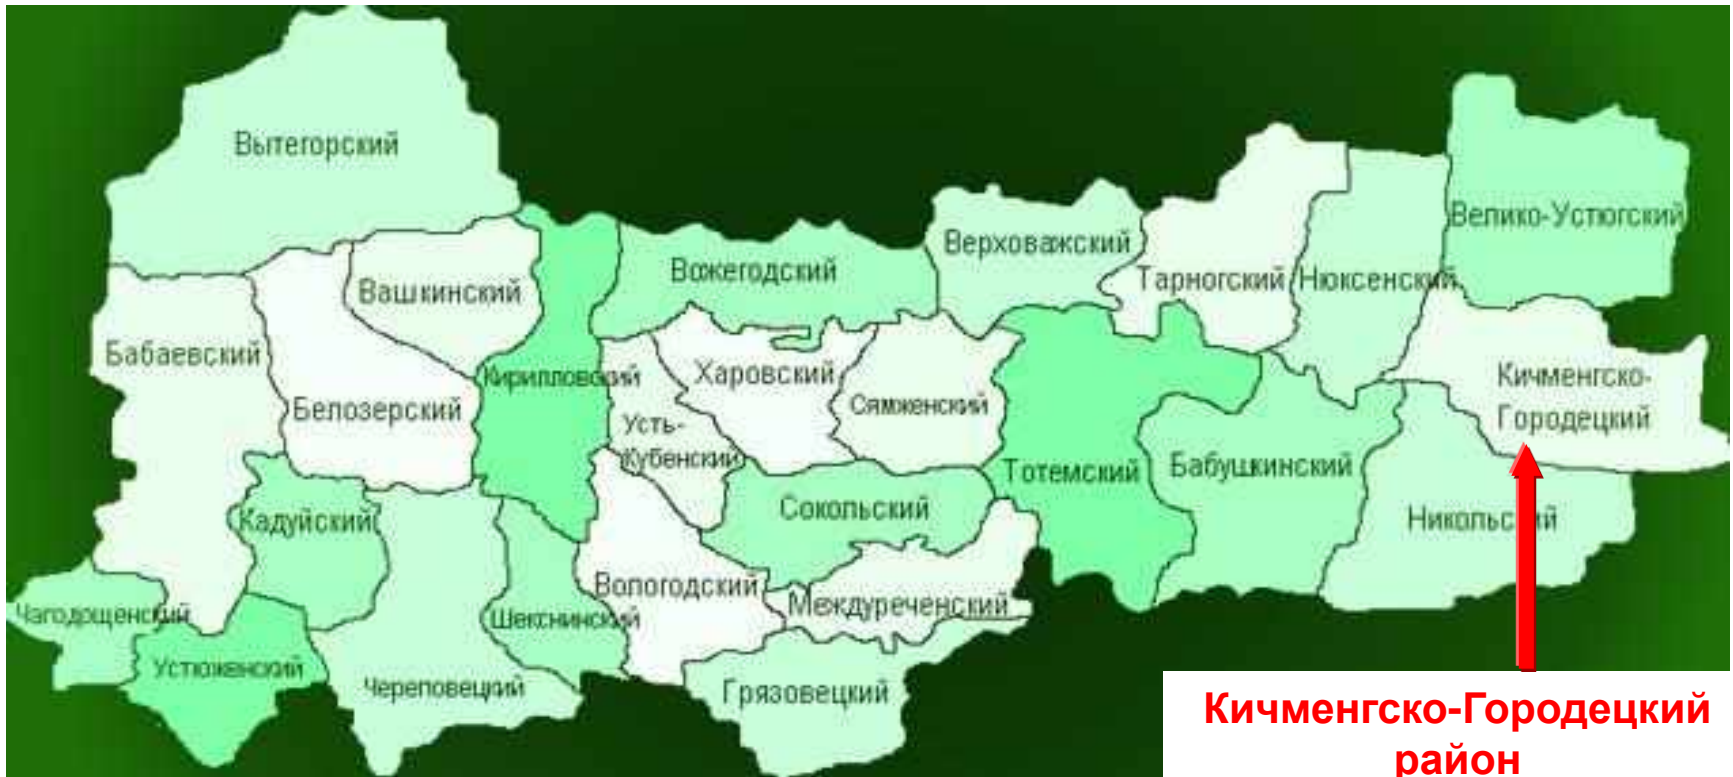 Вытегорский
Велико-Устюгский
Верховажский
Вожегодский
Тарногский
Нюксенский
Вашкинский
Бабаевский
Кирилловский
Харовский
Кичменгско-
Городецкий
Белозерский
Сямженский
Усть-
Кубенский
Тотемский
Бабушкинский
Сокольский
Кадуйский
Никольский
Вологодский
Междуреченский
Чагодощенский
Шекснинский
Устюженский
Череповецкий
Грязовецкий
Кичменгско-Городецкий
район